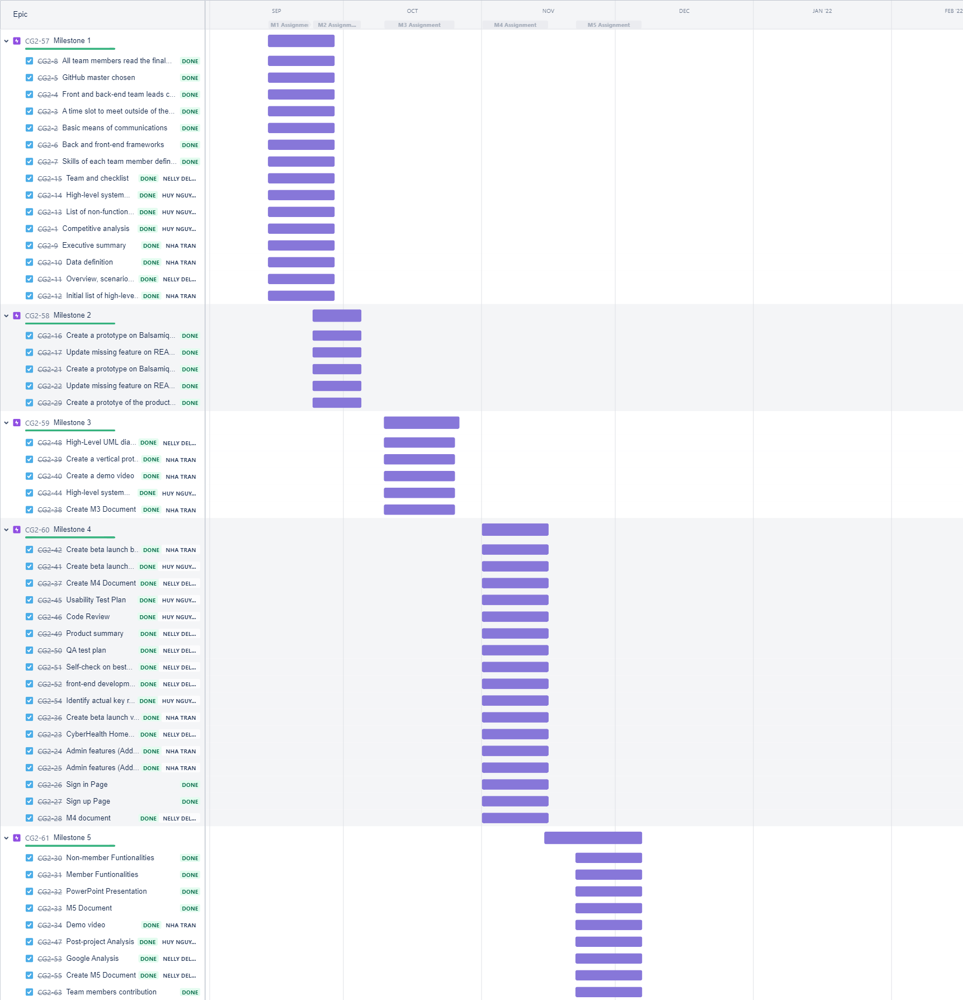 Epic
SEP OCT NOV DEC JAN '22 FEB '22
M1 Assignmen M2 Assignm... M3 Assignment M4 Assignment M5 Assignment
CG2-57 Milestone 1
CG2-8 All team members read the final... DONE
CG2-5 GitHub master chosen DONE
CG2-4 Front and back-end team leads c... DONE
CG2-3 A time slot to meet outside of the... DONE
CG2-2 Basic means of communications DONE
CG2-6 Back and front-end frameworks DONE
CG2-7 Skills of each team member defin... DONE
CG2-15 Team and checklist DONE NELLY DEL...
CG2-14 High-level system... DONE HUY NGUY...
CG2-13 List of non-function... DONE HUY NGUY...
CG2-1 Competitive analysis DONE HUY NGUY...
CG2-9 Executive summary DONE NHA TRAN
CG2-10 Data definition DONE NHA TRAN
CG2-11 Overview, scenario... DONE NELLY DEL...
CG2-12 Initial list of high-leve... DONE NHA TRAN
CG2-58 Milestone 2
CG2-16 Create a prototype on Balsamiq... DONE
CG2-17 Update missing feature on REA... DONE
CG2-21 Create a prototype on Balsamiq... DONE
CG2-22 Update missing feature on REA... DONE
CG2-29 Create a prototye of the product... DONE
CG2-59 Milestone 3
CG2-48 High-Level UML dia... DONE NELLY DEL...
CG2-39 Create a vertical prot... DONE NHA TRAN
CG2-40 Create a demo video DONE NHA TRAN
CG2-44 High-level system... DONE HUY NGUY...
CG2-38 Create M3 Document DONE NHA TRAN
CG2-60 Milestone 4
CG2-42 Create beta launch b... DONE NHA TRAN
CG2-41 Create beta launch... DONE HUY NGUY...
CG2-37 Create M4 Document DONE NELLY DEL...
CG2-45 Usability Test Plan DONE HUY NGUY...
CG2-46 Code Review DONE HUY NGUY...
CG2-49 Product summary DONE NELLY DEL...
CG2-50 QA test plan DONE NELLY DEL...
CG2-51 Self-check on best... DONE NELLY DEL...
CG2-52 front-end developm... DONE NELLY DEL...
CG2-54 Identify actual key r... DONE HUY NGUY...
CG2-36 Create beta launch v... DONE NHA TRAN
CG2-23 CyberHealth Home... DONE NELLY DEL...
CG2-24 Admin features (Add... DONE NHA TRAN
CG2-25 Admin features (Add... DONE NHA TRAN
CG2-26 Sign in Page DONE
CG2-27 Sign up Page DONE
CG2-28 M4 document DONE NELLY DEL...
CG2-61 Milestone 5
CG2-30 Non-member Funtionalities DONE
CG2-31 Member Funtionalities DONE
CG2-32 PowerPoint Presentation DONE
CG2-33 M5 Document DONE
CG2-34 Demo video DONE NHA TRAN
CG2-47 Post-project Analysis DONE HUY NGUY...
CG2-53 Google Analysis DONE NELLY DEL...
CG2-55 Create M5 Document DONE NELLY DEL...
CG2-63 Team members contribution DONE